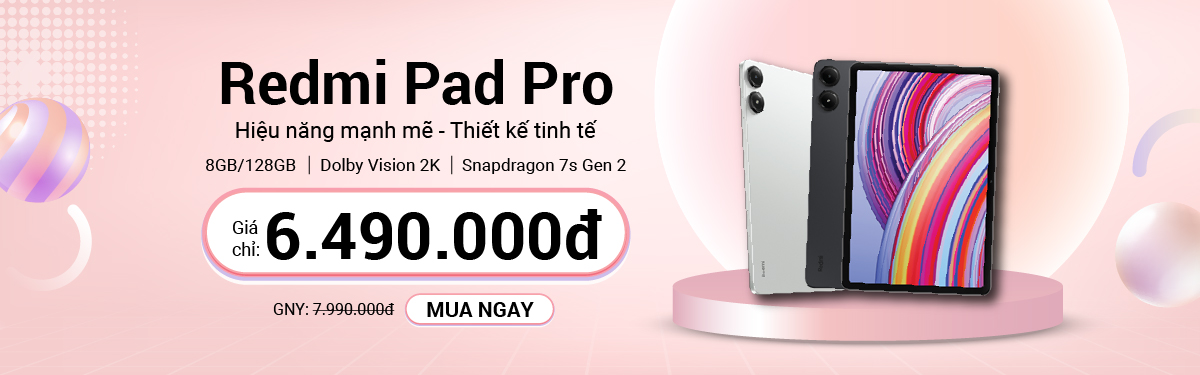 Redmi Pad Pro
Hiệu năng mạnh mẽ - Thiết kế tinh tế
8GB/128GB | Dolby Vision 2K | Snapdragon 7s Gen 2
Giá chỉ: 6.490.000đ
GNY: 7.990.000đ MUA NGAY